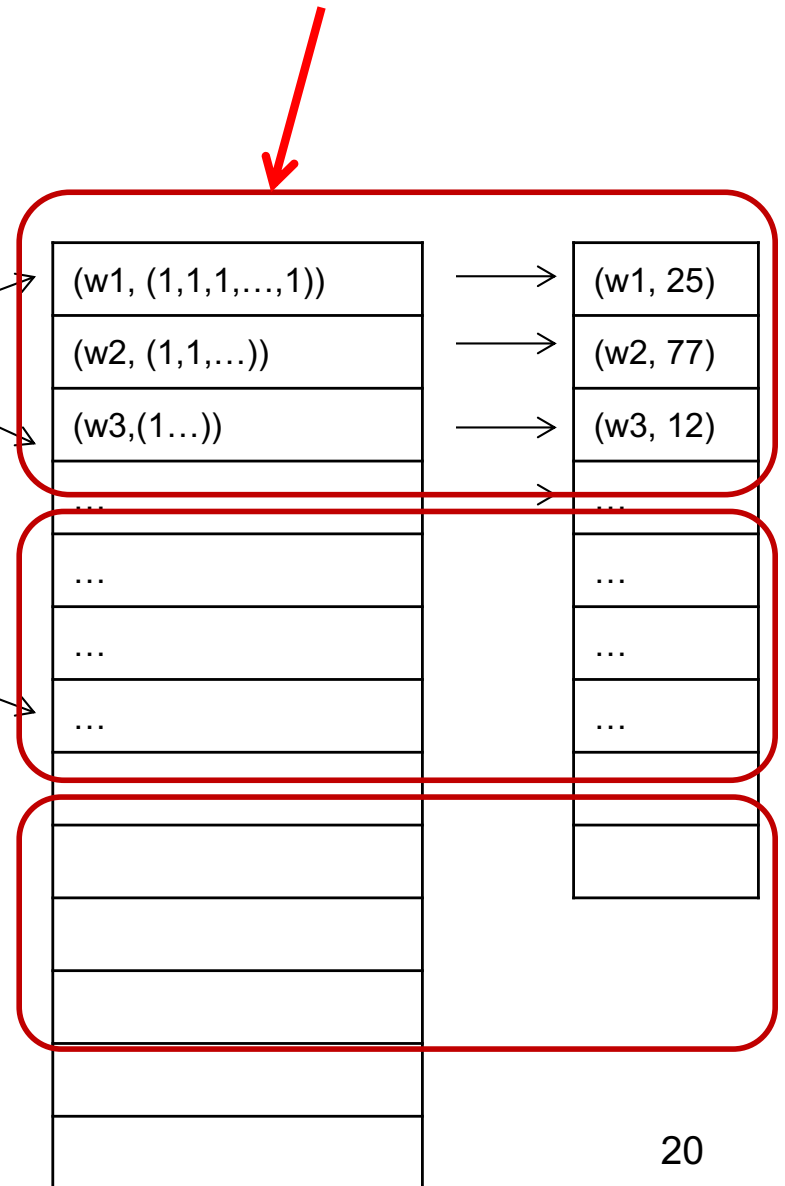 (w1, (1,1,1,…,1)) (w1, 25)
(w2, (1,1,…)) (w2, 77)
(w3,(1…)) (w3, 12)
… …
… …
… …
… …
20